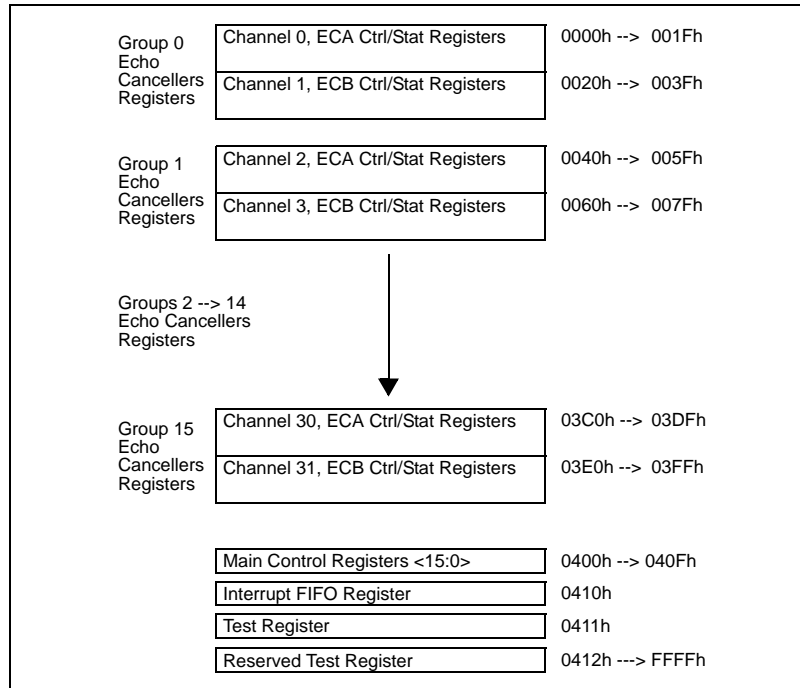 Group 0
Echo
Cancellers
Registers
Channel 0, ECA Ctrl/Stat Registers 0000h --> 001Fh
Channel 1, ECB Ctrl/Stat Registers 0020h --> 003Fh
Group 1
Echo
Cancellers
Registers
Channel 2, ECA Ctrl/Stat Registers 0040h --> 005Fh
Channel 3, ECB Ctrl/Stat Registers 0060h --> 007Fh
Groups 2 --> 14
Echo Cancellers
Registers
Group 15
Echo
Cancellers
Registers
Channel 30, ECA Ctrl/Stat Registers 03C0h --> 03DFh
Channel 31, ECB Ctrl/Stat Registers 03E0h --> 03FFh
Main Control Registers <15:0> 0400h --> 040Fh
Interrupt FIFO Register 0410h
Test Register 0411h
Reserved Test Register 0412h ---> FFFFh